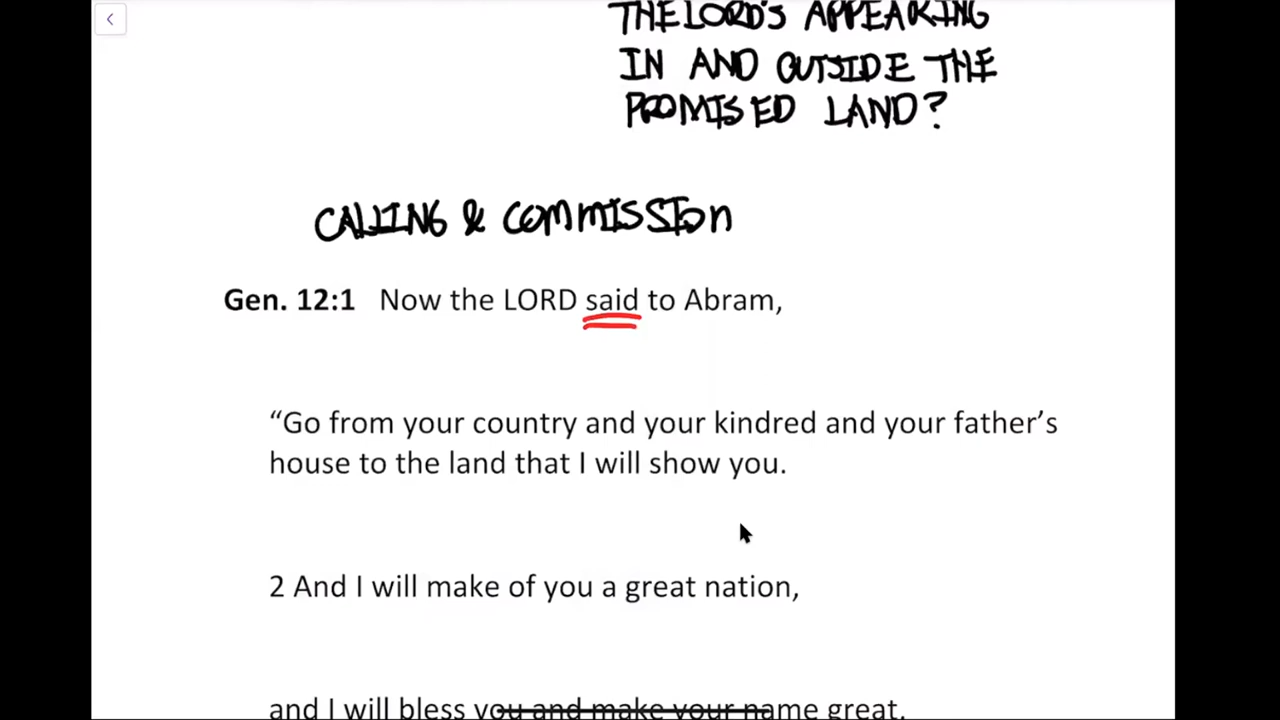 THE LORD'S APPEARING
IN AND OUTSIDE THE
PROMISED LAND?
CALLING & COMMISSION
Gen. 12:1 Now the LORD said to Abram,
“Go from your country and your kindred and your father’s
house to the land that I will show you.
2 And I will make of you a great nation,
and I will bless you and make your name great,